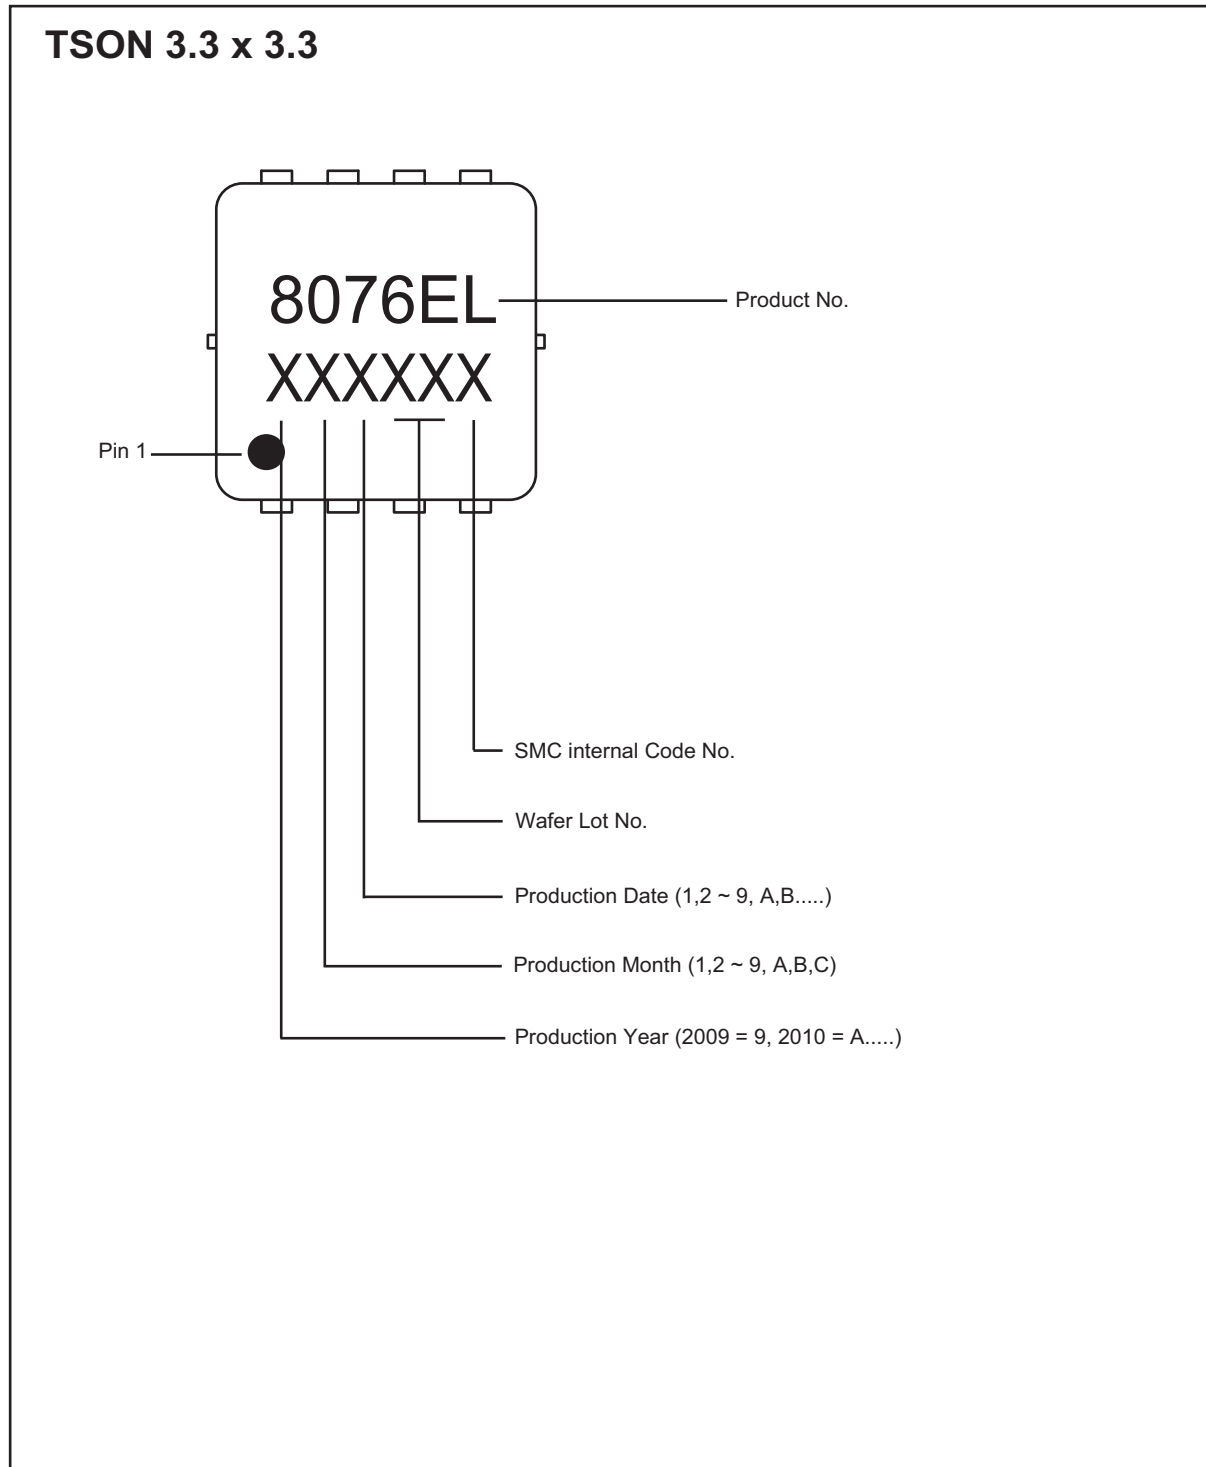 TSON 3.3 x 3.3
8076EL
Product No.
XXXXXX
Pin 1
SMC internal Code No.
Wafer Lot No.
Production Date (1,2 ~ 9, A,B.....)
Production Month (1,2 ~ 9, A,B,C)
Production Year (2009 = 9, 2010 = A.....)